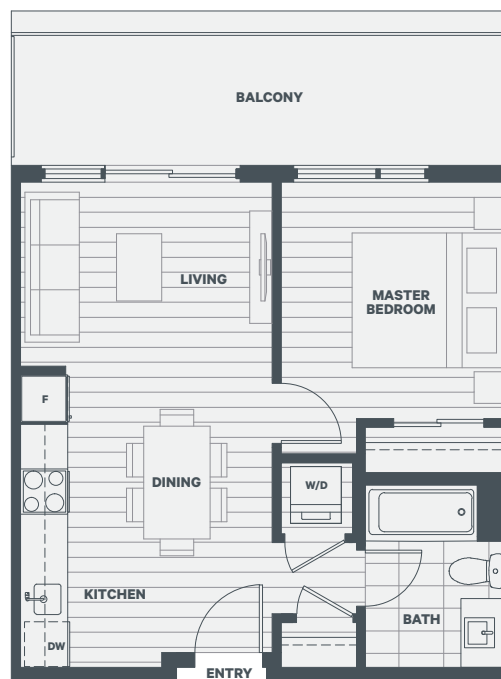 BALCONY
LIVING
MASTER
BEDROOM
F
DINING
W/D
KITCHEN
BATH
DW
ENTRY